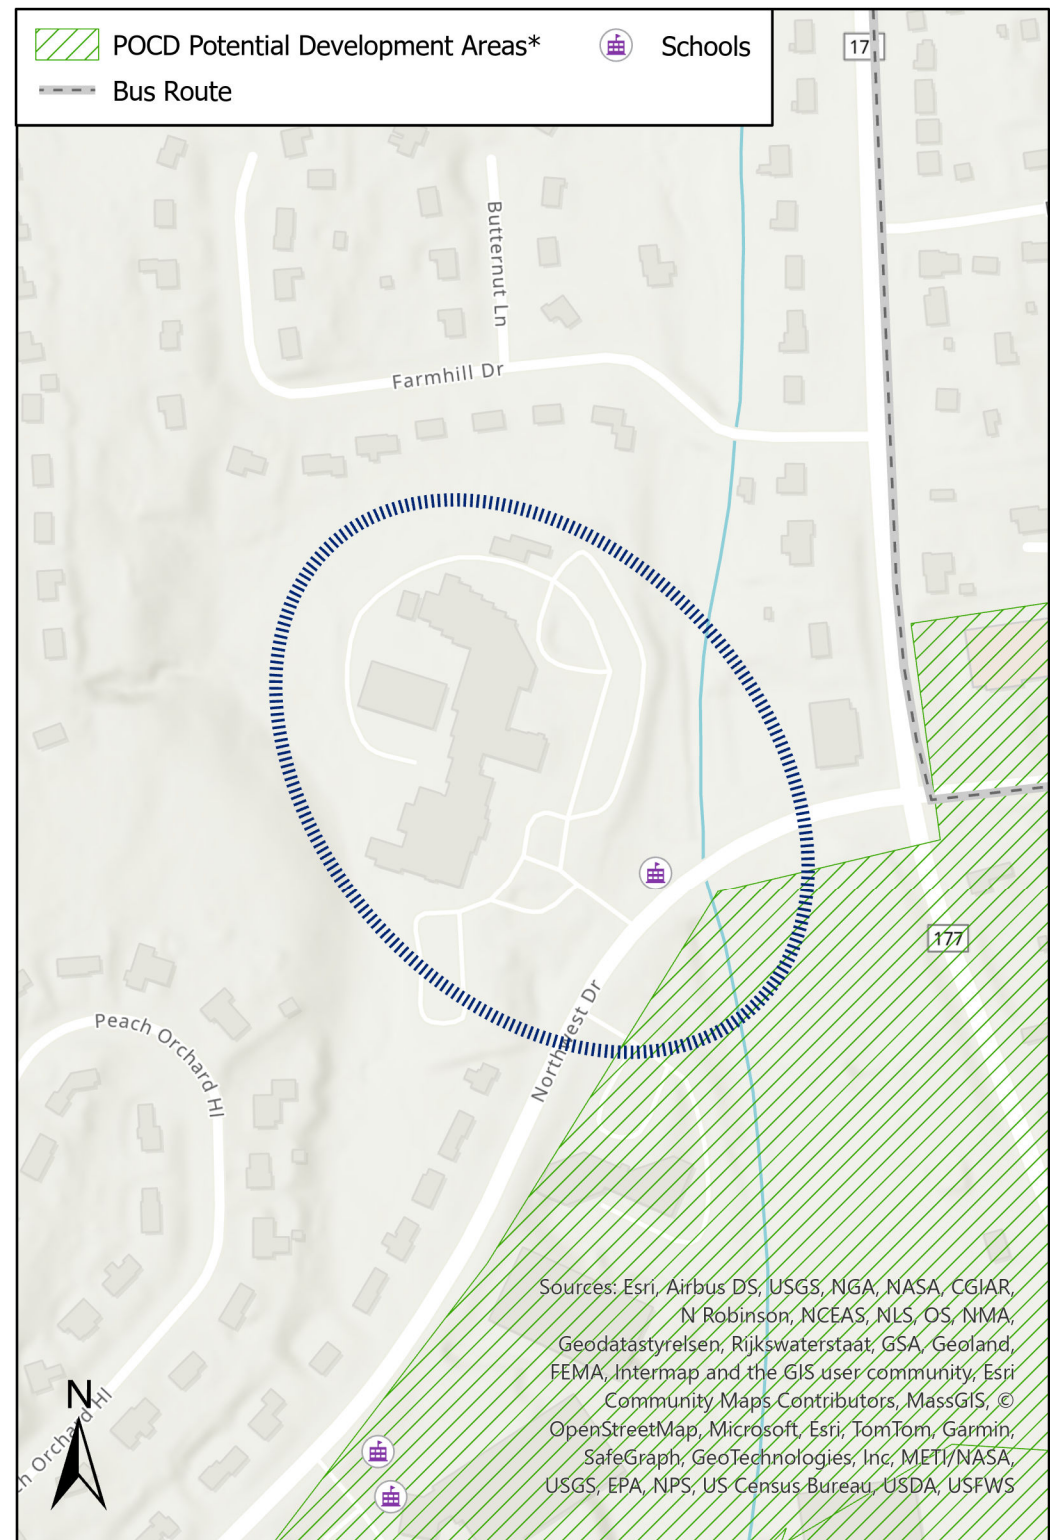 POCD Potential Development Areas*
Schools
Bus Route
17
Butternut Ln
Farmhill Dr
177
Northwest Dr
Peach Orchard Hl
ch Orchard Hl
N
Sources: Esri, Airbus DS, USGS, NGA, NASA, CGIAR,
N Robinson, NCEAS, NLS, OS, NMA,
Geodatastyrelsen, Rijkswaterstaat, GSA, Geoland,
FEMA, Intermap and the GIS user community, Esri
Community Maps Contributors, MassGIS, ©
OpenStreetMap, Microsoft, Esri, TomTom, Garmin,
SafeGraph, GeoTechnologies, Inc, METI/NASA,
USGS, EPA, NPS, US Census Bureau, USDA, USFWS